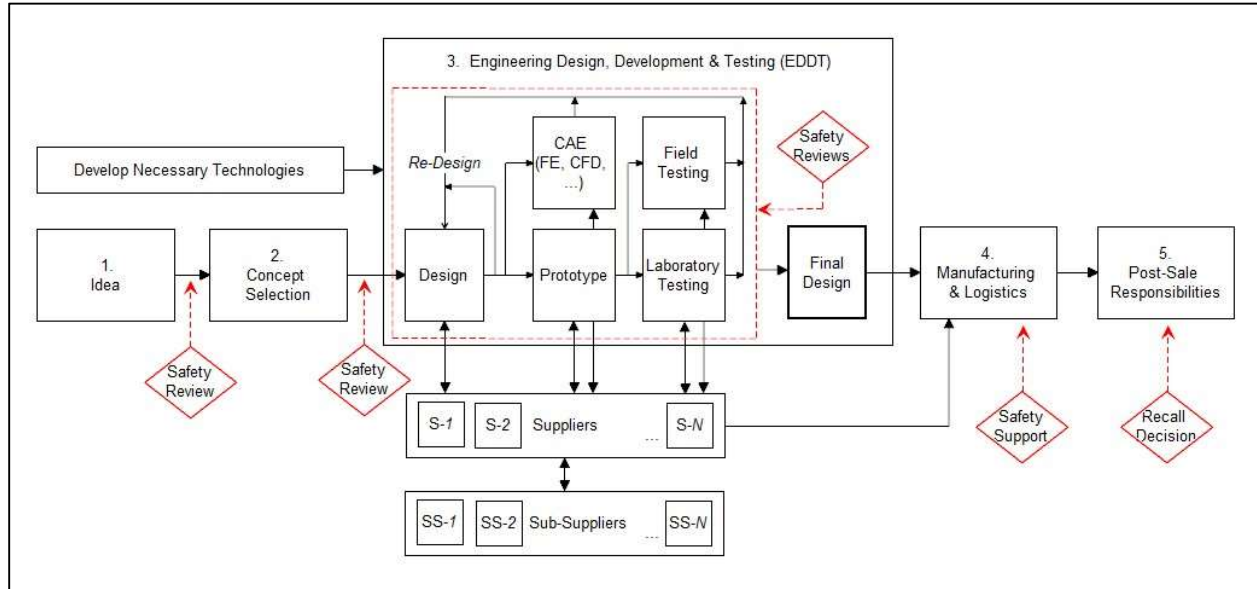 3. Engineering Design, Development & Testing (EDDT)
Develop Necessary Technologies
Re-Design
CAE
(FE, CFD,
…)
Field
Testing
Safety
Reviews
1.
Idea
2.
Concept
Selection
Design
Prototype
Laboratory
Testing
Final
Design
4.
Manufacturing
& Logistics
5.
Post-Sale
Responsibilities
Safety
Review
Safety
Review
Safety
Support
Recall
Decision
S-1
S-2
Suppliers
...
S-N
SS-1
SS-2
Sub-Suppliers
...
SS-N